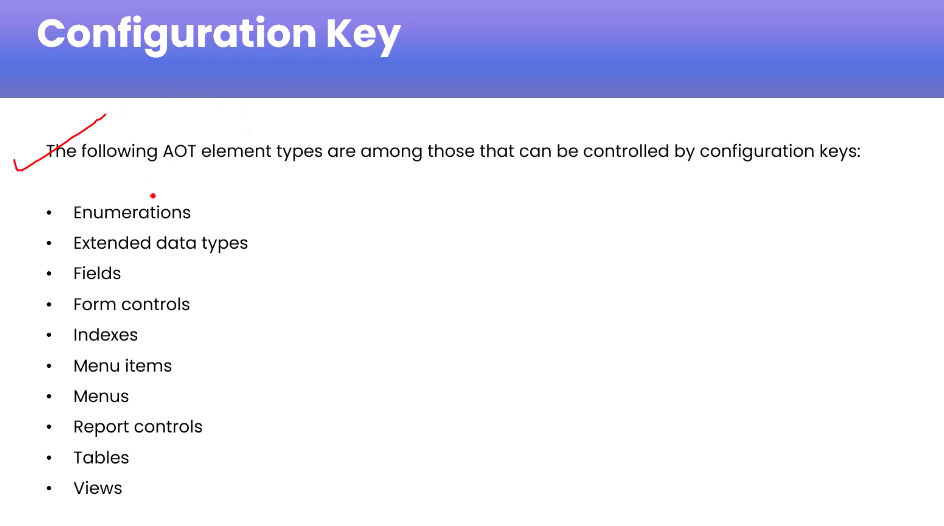 Configuration Key
The following AOT element types are among those that can be controlled by configuration keys:
• Enumerations
• Extended data types
• Fields
• Form controls
• Indexes
• Menu items
• Menus
• Report controls
• Tables
• Views